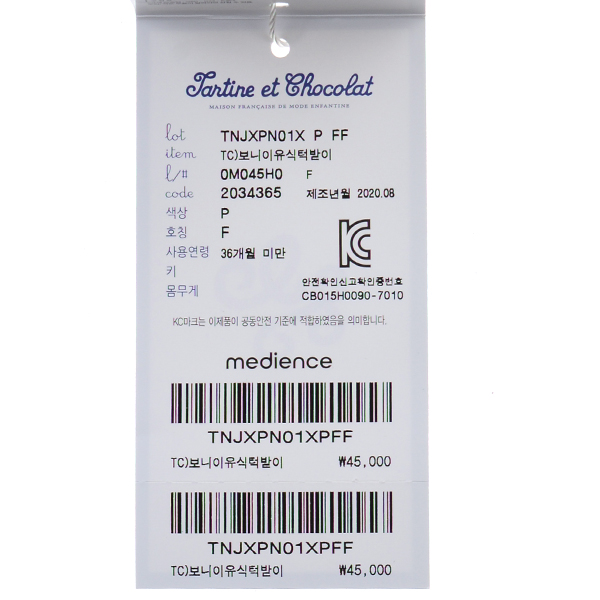 Tartine et Chocolat
MAISON FRANÇAISE DE MODE ENFANTINE
lot TNJXPN01X P FF
item TC)보니이유식턱받이
l/# 0M045H0 F
code 2034365 제조년월 2020.08
색상 P
호칭 F
사용연령 36개월 미만
키
몸무게
안전확인신고확인증번호
CB015H0090-7010
KC마크는 이제품이 공동안전 기준에 적합하였음을 의미합니다.
medience
TNJXPN01XPFF
TC)보니이유식턱받이 ₩45,000
TNJXPN01XPFF
TC)보니이유식턱받이 ₩45,000